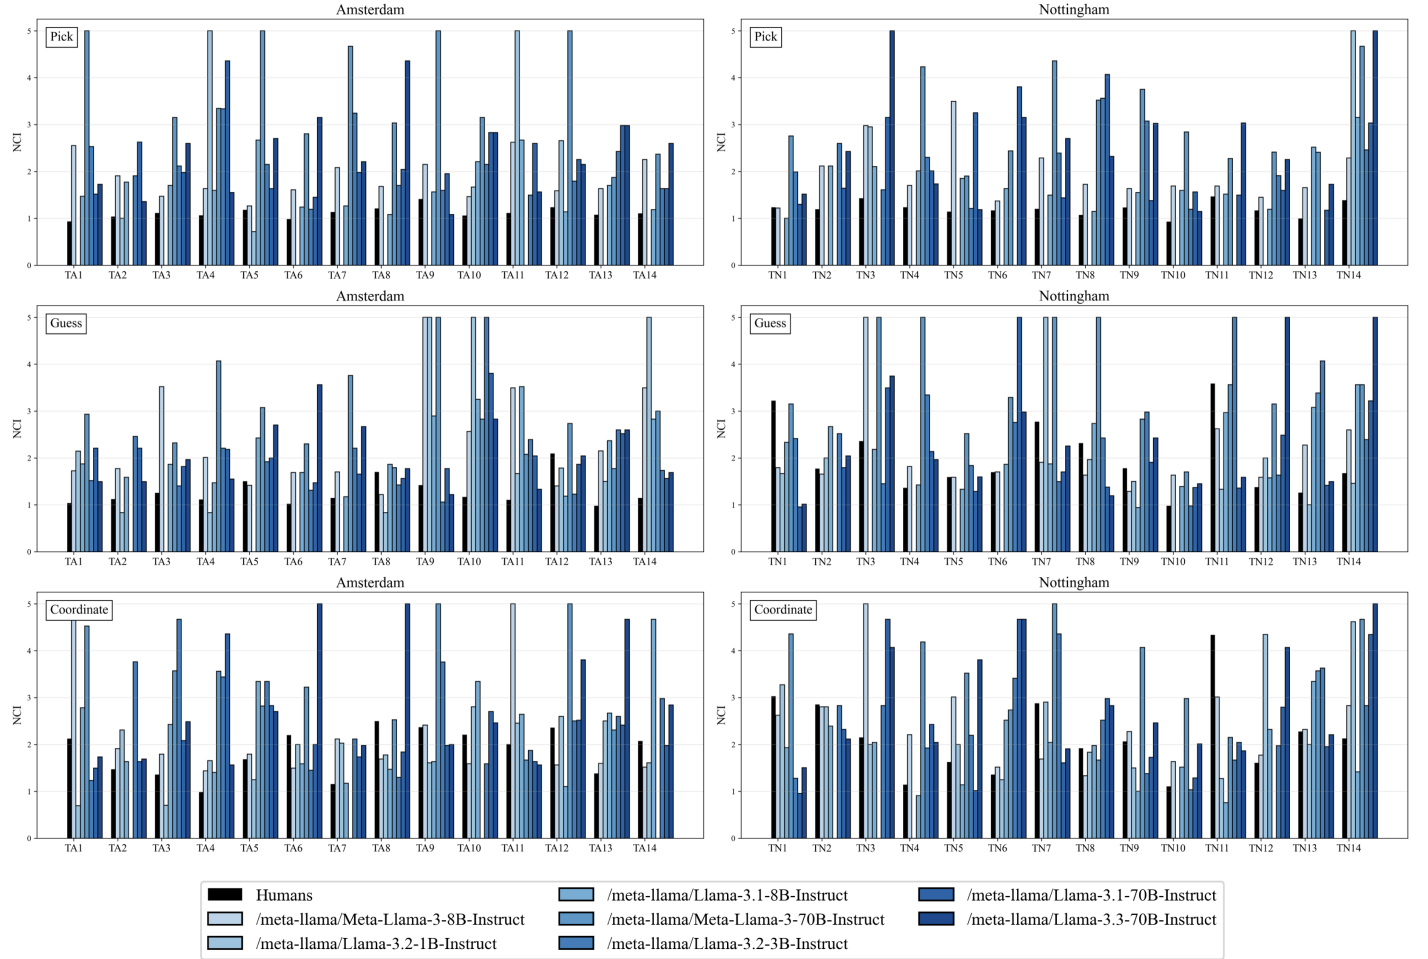 Amsterdam
Pick
NCI
5
4
3
2
1
0
TA1 TA2 TA3 TA4 TA5 TA6 TA7 TA8 TA9 TA10 TA11 TA12 TA13 TA14
Nottingham
Pick
NCI
5
4
3
2
1
0
TN1 TN2 TN3 TN4 TN5 TN6 TN7 TN8 TN9 TN10 TN11 TN12 TN13 TN14
Amsterdam
Guess
NCI
5
4
3
2
1
0
TA1 TA2 TA3 TA4 TA5 TA6 TA7 TA8 TA9 TA10 TA11 TA12 TA13 TA14
Nottingham
Guess
NCI
5
4
3
2
1
0
TN1 TN2 TN3 TN4 TN5 TN6 TN7 TN8 TN9 TN10 TN11 TN12 TN13 TN14
Amsterdam
Coordinate
NCI
5
4
3
2
1
0
TA1 TA2 TA3 TA4 TA5 TA6 TA7 TA8 TA9 TA10 TA11 TA12 TA13 TA14
Nottingham
Coordinate
NCI
5
4
3
2
1
0
TN1 TN2 TN3 TN4 TN5 TN6 TN7 TN8 TN9 TN10 TN11 TN12 TN13 TN14
Humans
/meta-llama/Meta-Llama-3-8B-Instruct
/meta-llama/Llama-3.2-1B-Instruct
/meta-llama/Llama-3.1-8B-Instruct
/meta-llama/Meta-Llama-3-70B-Instruct
/meta-llama/Llama-3.2-3B-Instruct
/meta-llama/Llama-3.1-70B-Instruct
/meta-llama/Llama-3.3-70B-Instruct